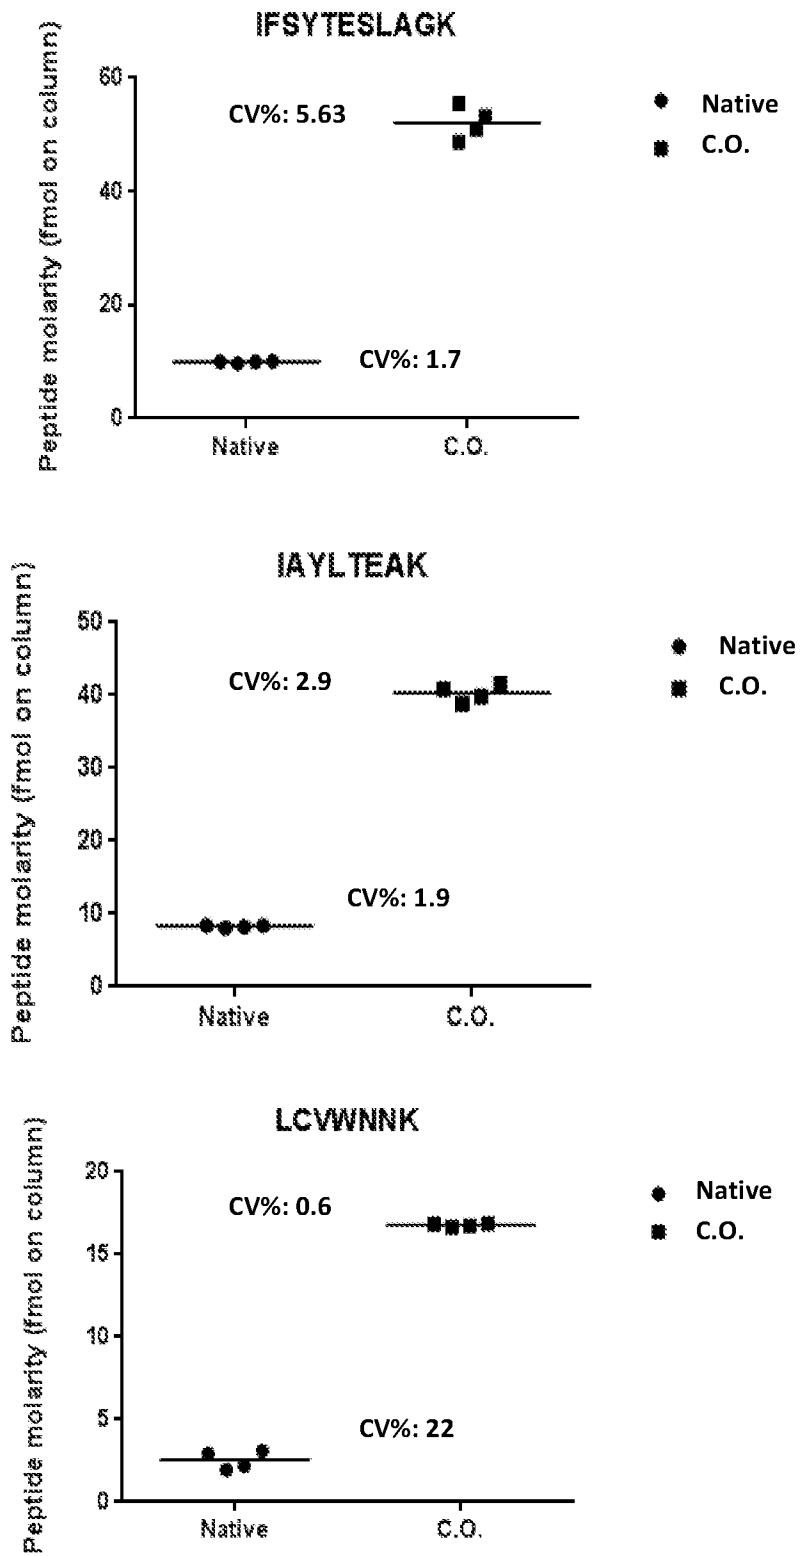 IFSYTESLAGK
Peptide molarity (fmol on column)
60
40
20
0
CV%: 5.63
CV%: 1.7
Native
C.O.
Native
C.O.
IAYLTEAK
Peptide molarity (fmol on column)
50
40
30
20
10
0
CV%: 2.9
CV%: 1.9
Native
C.O.
Native
C.O.
LCVWNNK
Peptide molarity (fmol on column)
20
15
10
5
0
CV%: 0.6
CV%: 22
Native
C.O.
Native
C.O.